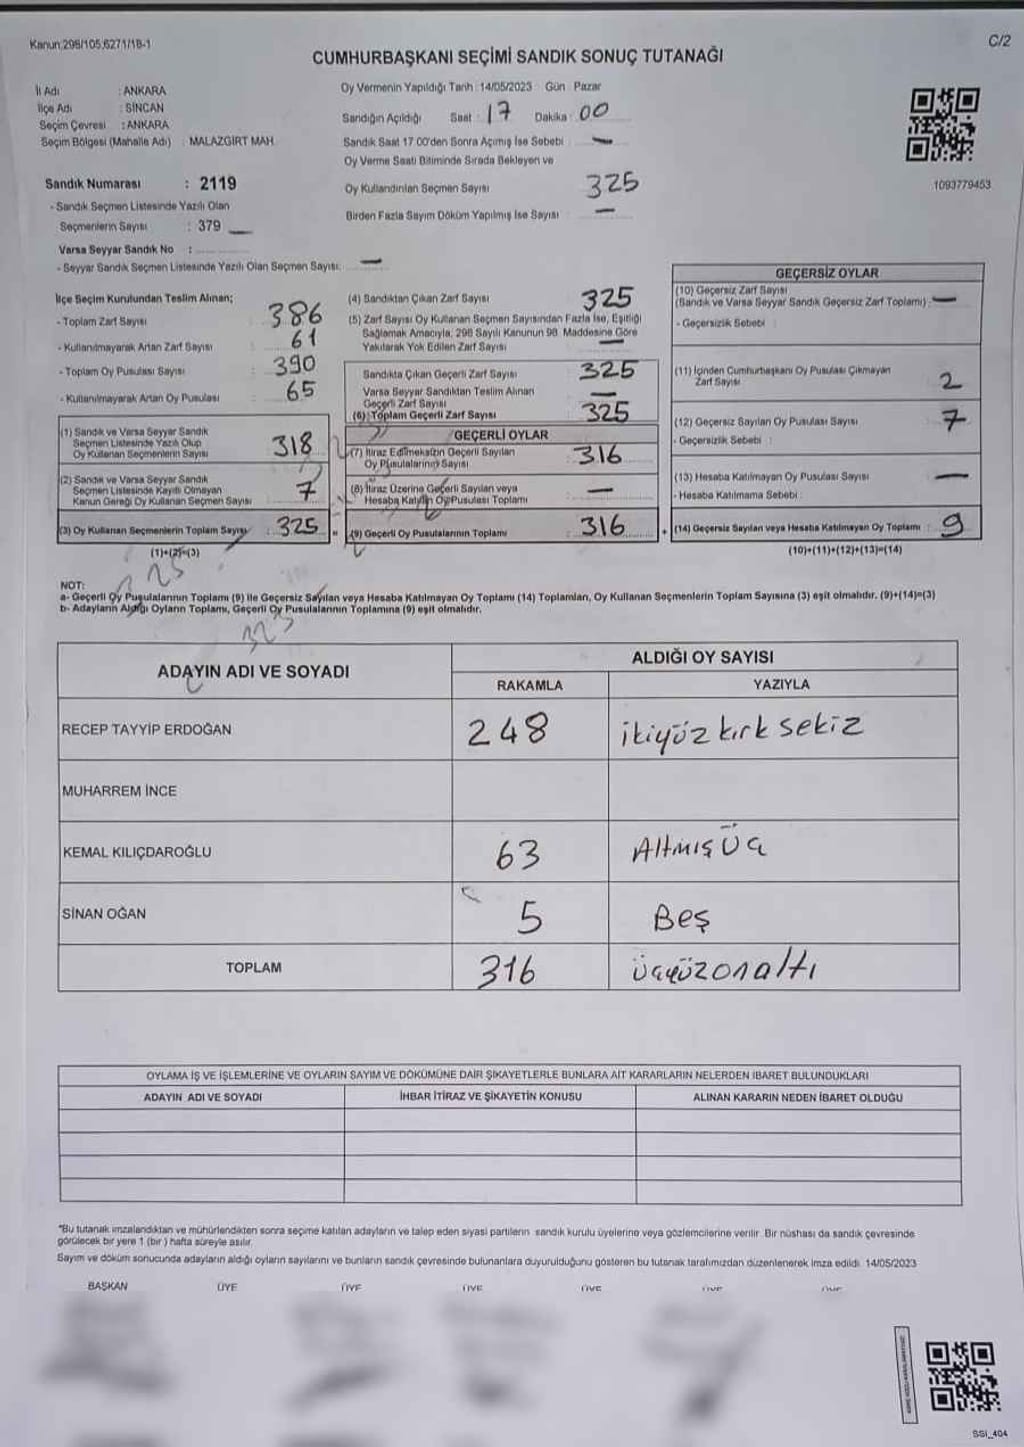 Kanun:298/105;6271/18-1
C/2
CUMHURBAŞKANI SEÇİMİ SANDIK SONUÇ TUTANAĞI
İl Adı : ANKARA
İlçe Adı : SİNCAN
Seçim Çevresi : ANKARA
Seçim Bölgesi (Mahalle Adı) : MALAZGİRT MAH.
Sandık Numarası : 2119
- Sandık Seçmen Listesinde Yazılı Olan
Seçmenlerin Sayısı : 379
Varsa Seyyar Sandık No :
- Seyyar Sandık Seçmen Listesinde Yazılı Olan Seçmen Sayısı: —
Oy Vermenin Yapıldığı Tarih : 14/05/2023 Gün : Pazar
Sandığın Açıldığı Saat : 17 Dakika : 00
Sandık Saat 17.00'den Sonra Açımış İse Sebebi : —
Oy Verme Saati Bitiminde Sırada Bekleyen ve
Oy Kullandırılan Seçmen Sayısı : 325
Birden Fazla Sayım Döküm Yapılmış İse Sayısı : —
1093779453
İlçe Seçim Kurulundan Teslim Alınan;
- Toplam Zarf Sayısı : 386
- Kullanılmayarak Artan Zarf Sayısı : 61
- Toplam Oy Pusulası Sayısı : 390
- Kullanılmayarak Artan Oy Pusulası : 65
(1) Sandık ve Varsa Seyyar Sandık
Seçmen Listesinde Yazılı Olup
Oy Kullanan Seçmenlerin Sayısı : 318
(2) Sandık ve Varsa Seyyar Sandık
Seçmen Listesinde Kayıtlı Olmayan
Kanun Gereği Oy Kullanan Seçmen Sayısı : 7
(3) Oy Kullanan Seçmenlerin Toplam Sayısı : 325
(1)+(2)=(3)
(4) Sandıktan Çıkan Zarf Sayısı : 325
(5) Zarf Sayısı Oy Kullanan Seçmen Sayısından Fazla İse, Eşitliği
Sağlamak Amacıyla, 298 Sayılı Kanunun 98. Maddesine Göre
Yakılarak Yok Edilen Zarf Sayısı : —
Sandıkta Çıkan Geçerli Zarf Sayısı : 325
Varsa Seyyar Sandıktan Teslim Alınan
Geçerli Zarf Sayısı : —
(6) Toplam Geçerli Zarf Sayısı : 325
GEÇERLİ OYLAR
(7) İtiraz Edilmeksizin Geçerli Sayılan
Oy Pusulalarının Sayısı : 316
(8) İtiraz Üzerine Geçerli Sayılan veya
Hesaba Katılan Oy Pusulası Toplamı : —
(9) Geçerli Oy Pusulalarının Toplamı : 316
GEÇERSİZ OYLAR
(10) Geçersiz Zarf Sayısı
(Sandık ve Varsa Seyyar Sandık Geçersiz Zarf Toplamı) : —
- Geçersizlik Sebebi :
(11) İçinden Cumhurbaşkanı Oy Pusulası Çıkmayan
Zarf Sayısı : 2
(12) Geçersiz Sayılan Oy Pusulası Sayısı : 7
- Geçersizlik Sebebi :
(13) Hesaba Katılmayan Oy Pusulası Sayısı : —
- Hesaba Katılmama Sebebi :
(14) Geçersiz Sayılan veya Hesaba Katılmayan Oy Toplamı : 9
(10)+(11)+(12)+(13)=(14)
325
NOT:
a- Geçerli Oy Pusulalarının Toplamı (9) ile Geçersiz Sayılan veya Hesaba Katılmayan Oy Toplamı (14) Toplamları, Oy Kullanan Seçmenlerin Toplam Sayısına (3) eşit olmalıdır. (9)+(14)=(3)
b- Adayların Aldığı Oyların Toplamı, Geçerli Oy Pusulalarının Toplamına (9) eşit olmalıdır.
323
ADAYIN ADI VE SOYADI ALDIĞI OY SAYISI
RAKAMLA YAZIYLA
RECEP TAYYİP ERDOĞAN 248 ikiyüz kırk sekiz
MUHARREM İNCE
KEMAL KILIÇDAROĞLU 63 Altmış Üç
SİNAN OĞAN 5 Beş
TOPLAM 316 üçyüzonaltı
OYLAMA İŞ VE İŞLEMLERİNE VE OYLARIN SAYIM VE DÖKÜMÜNE DAİR ŞİKAYETLERLE BUNLARA AİT KARARLARIN NELERDEN İBARET BULUNDUKLARI
ADAYIN ADI VE SOYADI İHBAR İTİRAZ VE ŞİKAYETİN KONUSU ALINAN KARARIN NEDEN İBARET OLDUĞU
*Bu tutanak imzalandıktan ve mühürlendikten sonra seçime katılan adayların ve talep eden siyasi partilerin sandık kurulu üyelerine veya gözlemcilerine verilir. Bir nüshası da sandık çevresinde
görülecek bir yere 1 (bir) hafta süreyle asılır.
Sayım ve döküm sonucunda adayların aldığı oyların sayılarını ve bunların sandık çevresinde bulunanlara duyurulduğunu gösteren bu tutanak tarafımızdan düzenlenerek imza edildi. 14/05/2023
BAŞKAN ÜYE ÜYE ÜYE ÜYE ÜYE ÜYE
SSİ_404